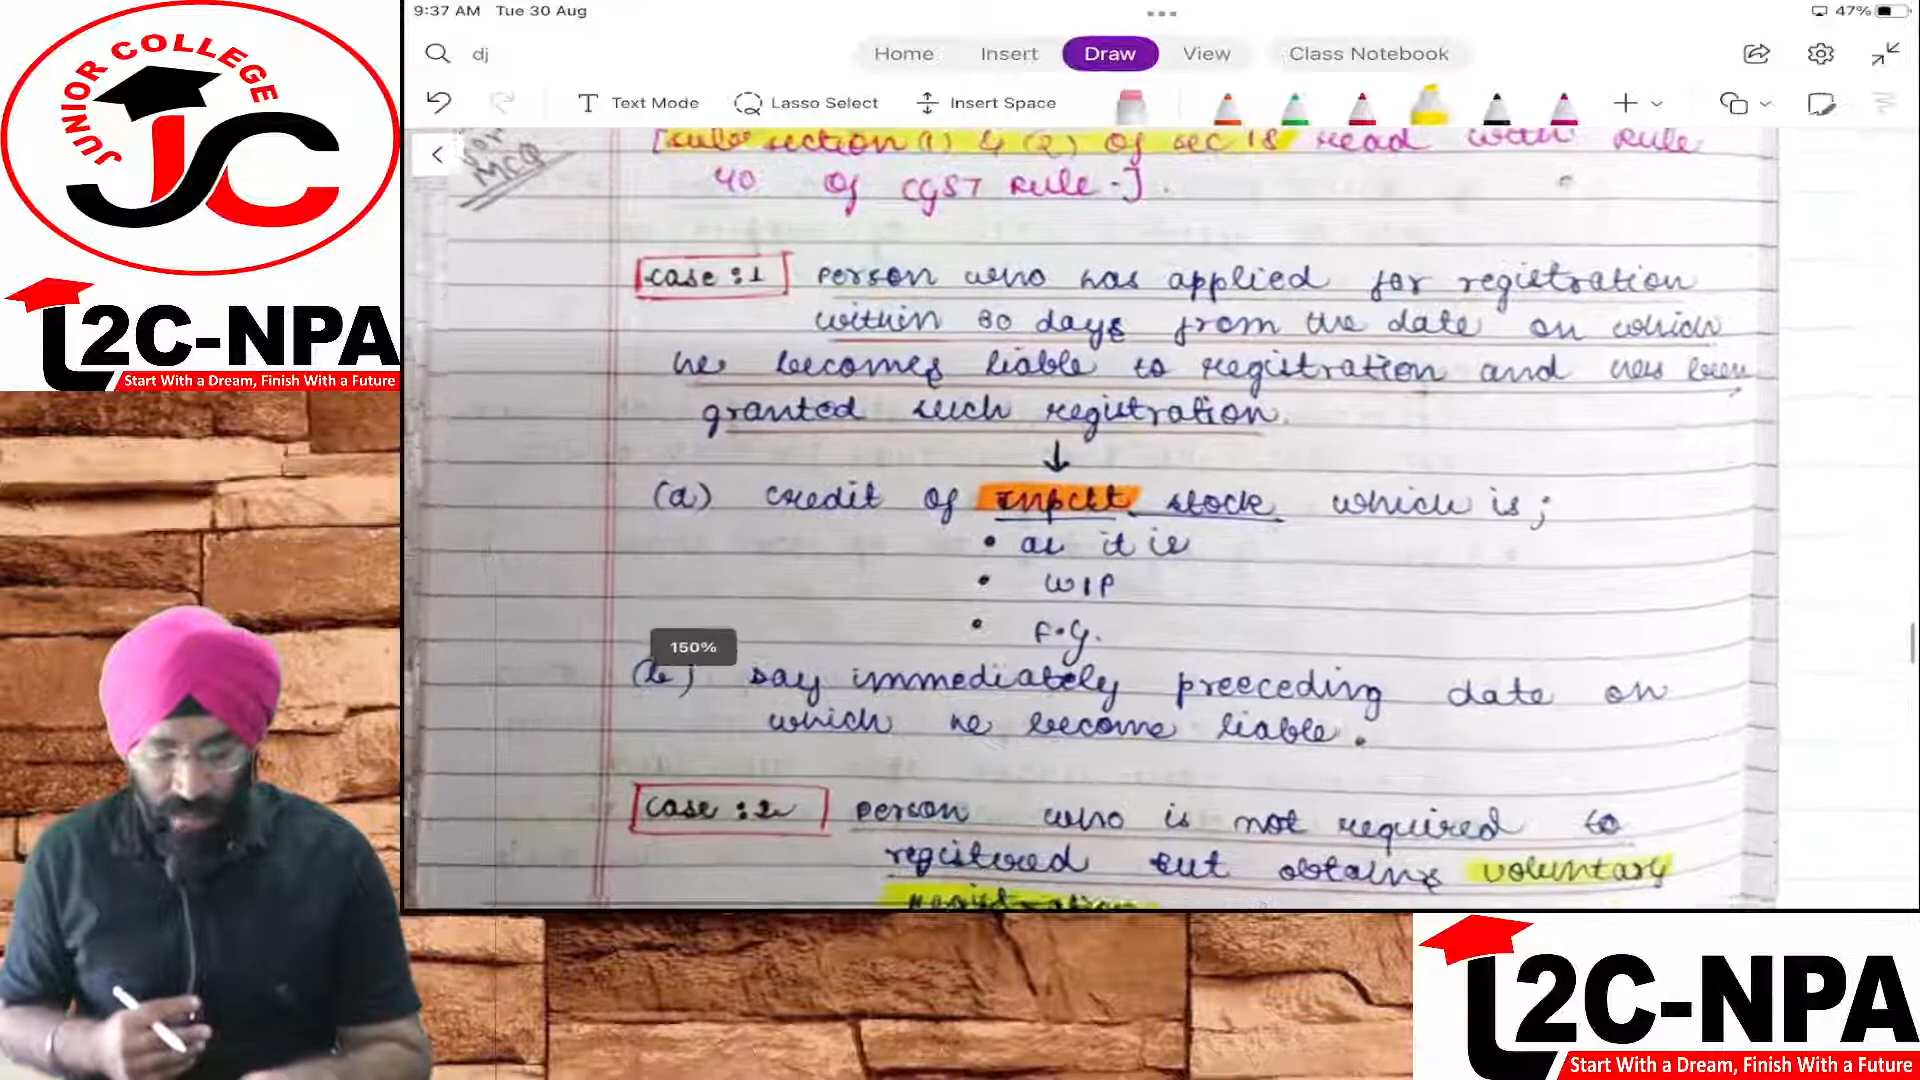 9:37 AM Tue 30 Aug
47%
dj
Home Insert Draw View Class Notebook
T Text Mode Lasso Select Insert Space
for MCQ
[sub section (1) & (2) of sec 18 read with Rule
40 of CGST Rule.].
case :1 person who has applied for registration
within 30 days from the date on which
he becomes liable to registration and has been
granted such registration.
↓
(a) credit of input stock which is;
• as it is
• WIP
• F.G.
150%
(b) say immediately preeceding date on
which he become liable.
case :2 person who is not required to
registered but obtains voluntary
registration
JUNIOR COLLEGE
JC
L2C-NPA
Start With a Dream, Finish With a Future
L2C-NPA
Start With a Dream, Finish With a Future